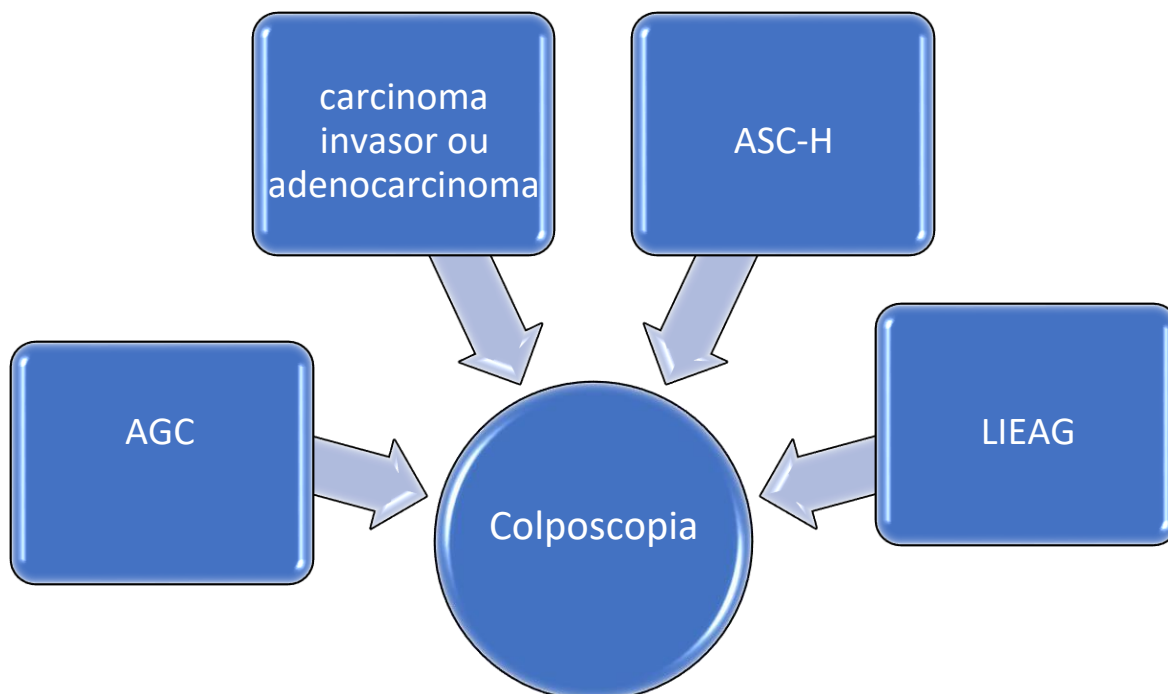 carcinoma
invasor ou
adenocarcinoma
ASC-H
AGC
LIEAG
Colposcopia